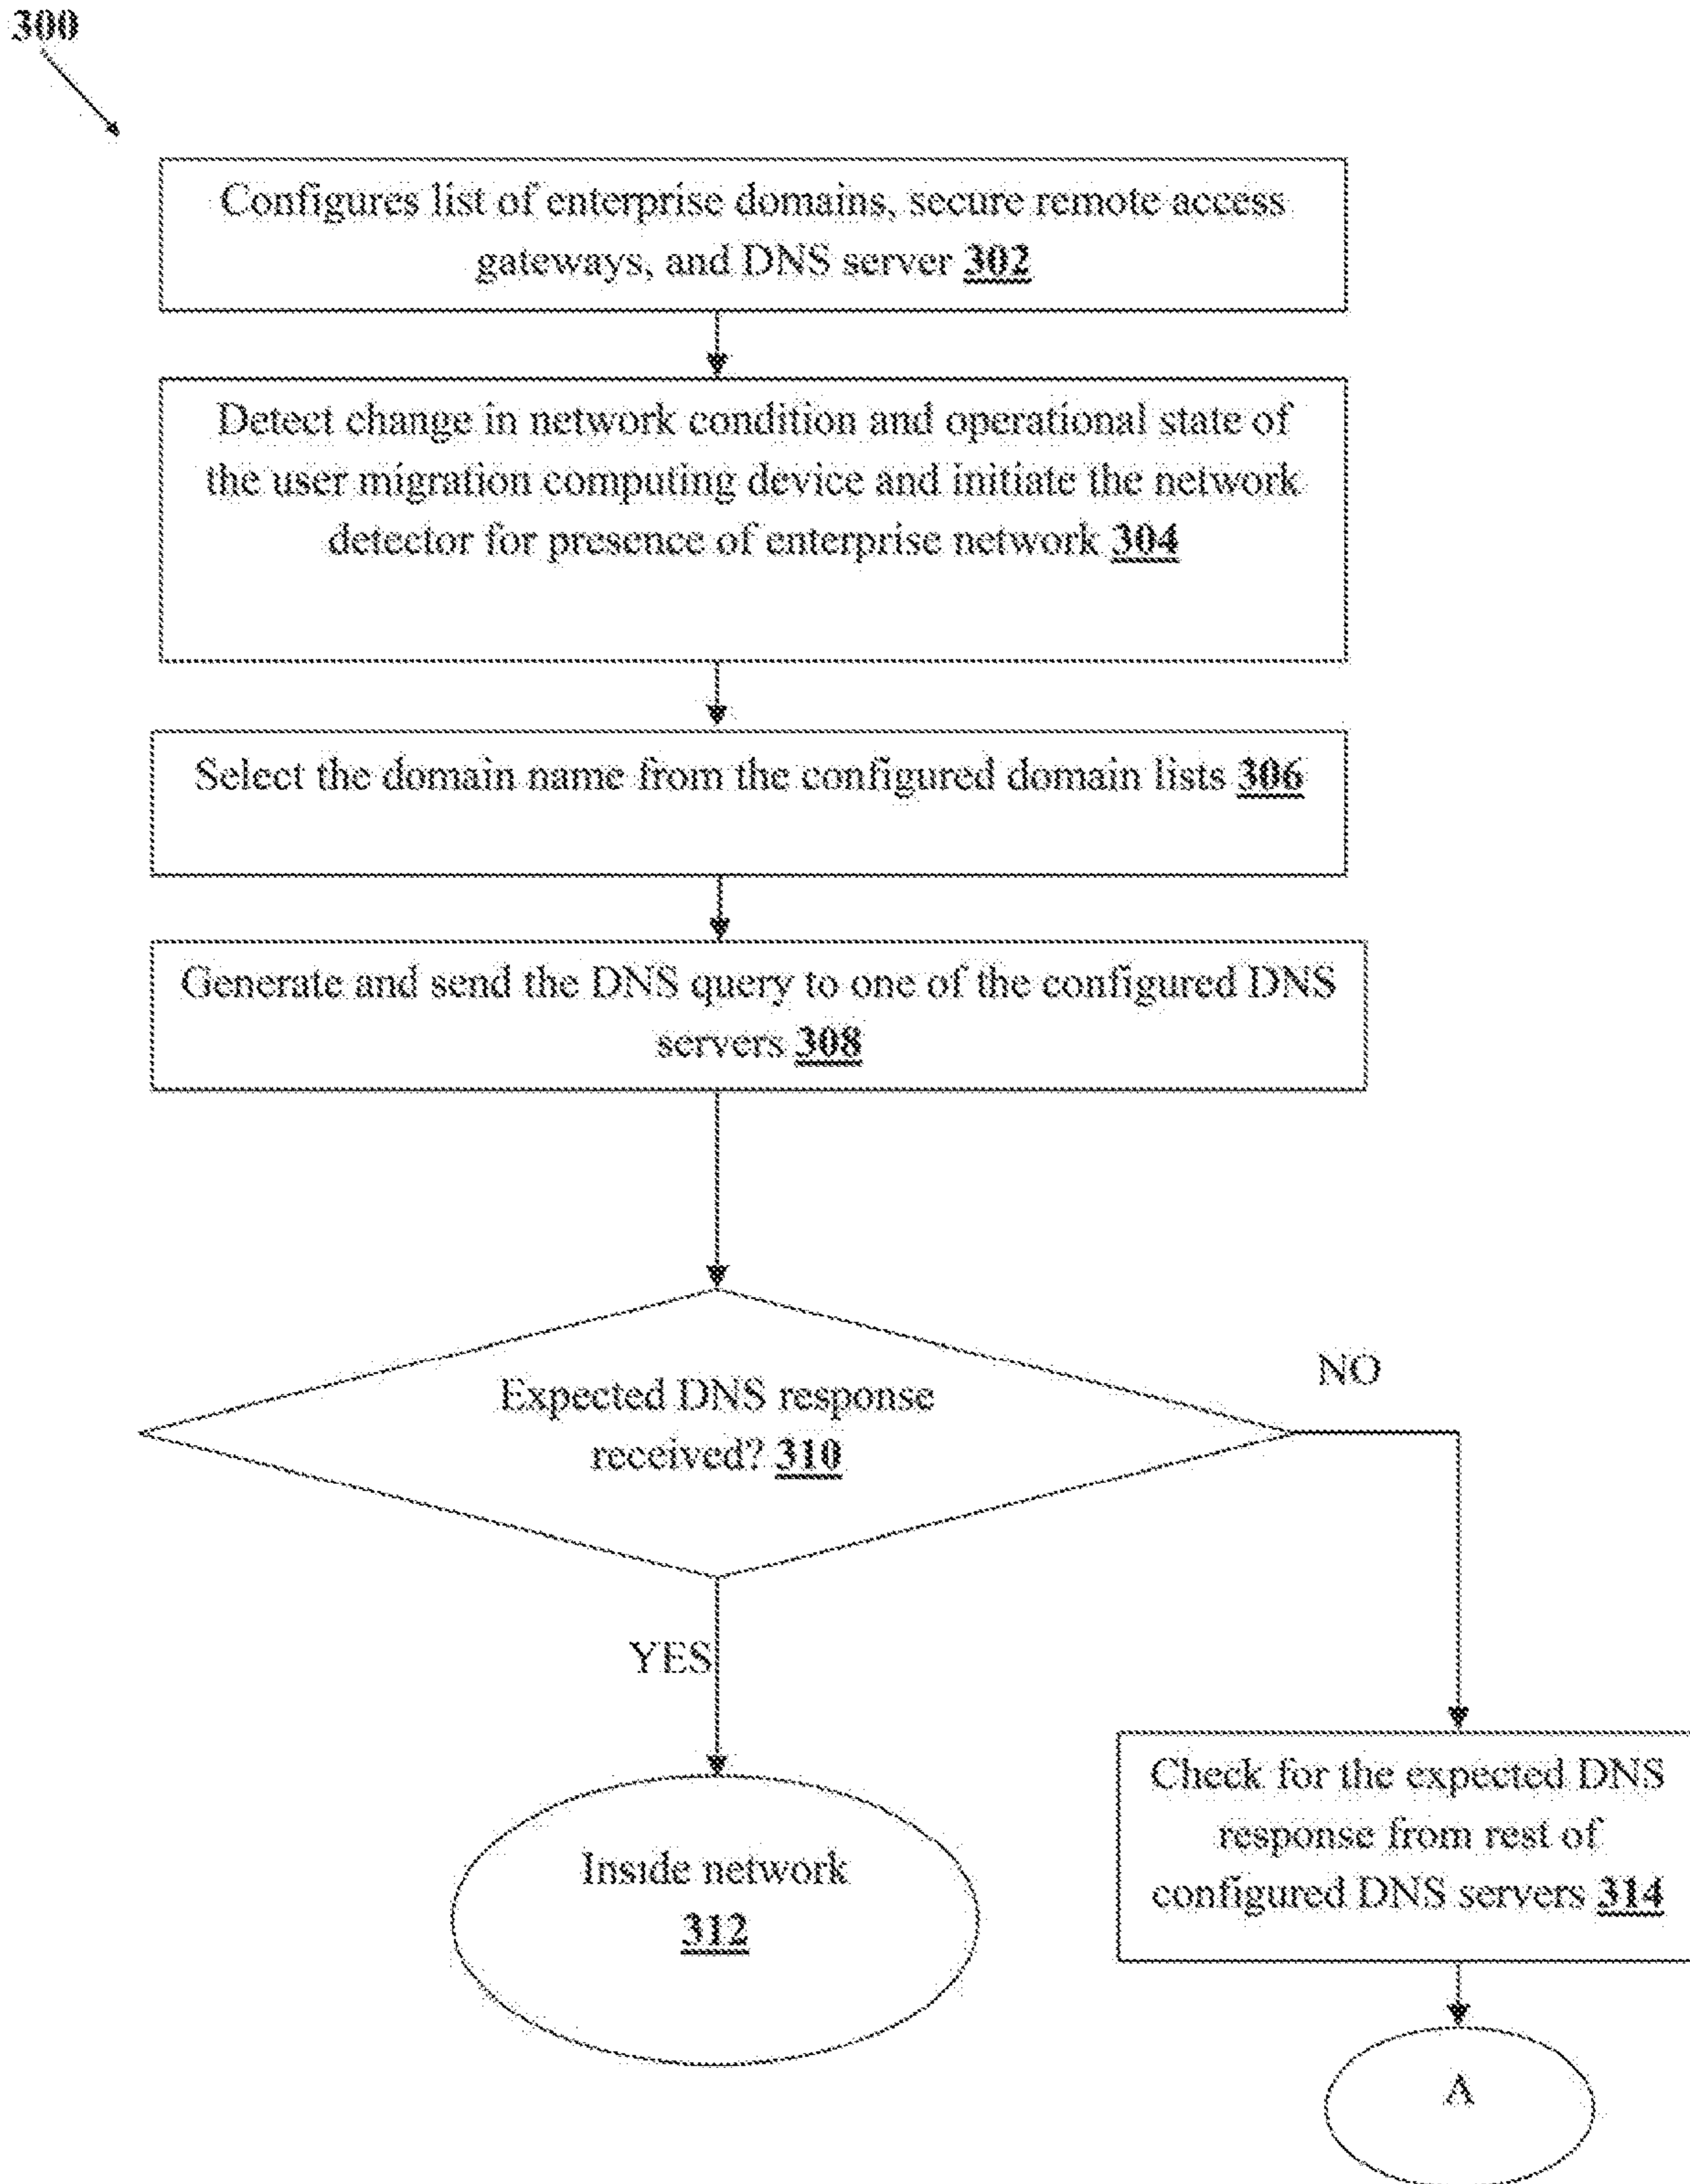 300
Configures list of enterprise domains, secure remote access
gateways, and DNS server 302
Detect change in network condition and operational state of
the user migration computing device and initiate the network
detector for presence of enterprise network 304
Select the domain name from the configured domain lists 306
Generate and send the DNS query to one of the configured DNS
servers 308
Expected DNS response
received? 310
NO
YES
Inside network
312
Check for the expected DNS
response from rest of
configured DNS servers 314
A